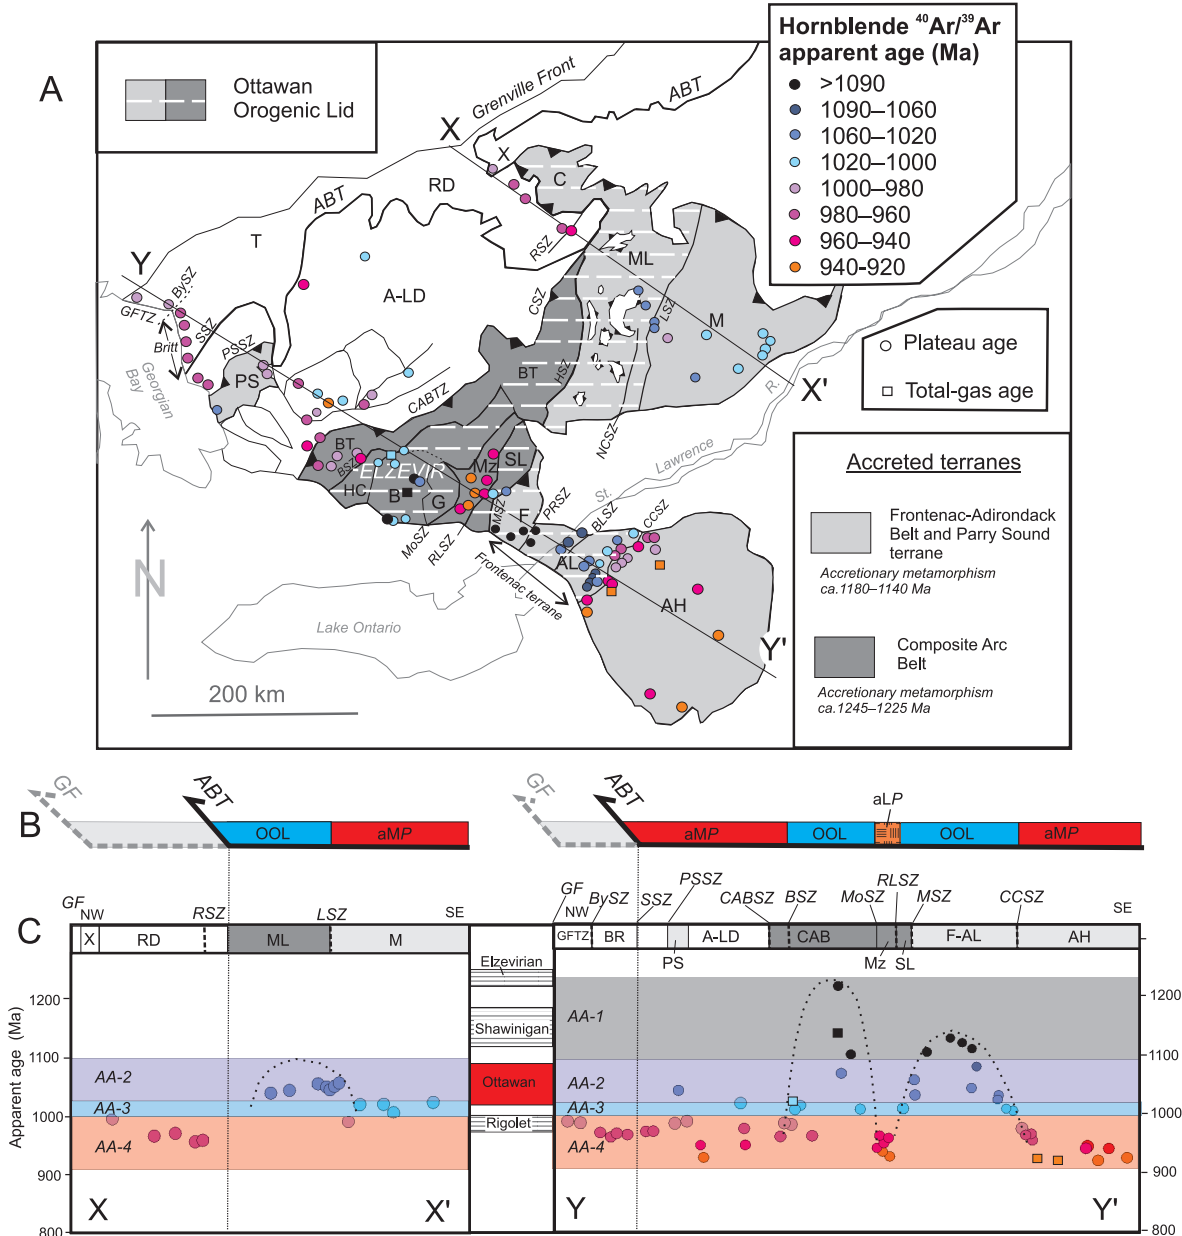 A
Ottawan
Orogenic Lid
Hornblende ⁴⁰Ar/³⁹Ar
apparent age (Ma)
>1090
1090–1060
1060–1020
1020–1000
1000–980
980–960
960–940
940-920
Plateau age
Total-gas age
Accreted terranes
Frontenac-Adirondack
Belt and Parry Sound
terrane
Accretionary metamorphism
ca.1180–1140 Ma
Composite Arc
Belt
Accretionary metamorphism
ca.1245–1225 Ma
Grenville Front
ABT
X
X
C
RD
ABT
T
RSZ
ML
Y
BySZ
A-LD
CSZ
LSZ
M
GFTZ
SSZ
Britt
PSSZ
Georgian
Bay
PS
BT
HSZ
X'
R.
CABTZ
NCSZ
Lawrence
St.
BT
BSZ
ELZEVIR
Mz
SL
HC
B
G
MSZ
F
PRSZ
BLSZ
CCSZ
MoSZ
RLSZ
AL
Frontenac terrane
AH
N
Lake Ontario
Y'
200 km
B
GF
ABT
OOL
aMP
GF
ABT
aMP
OOL
aLP
OOL
aMP
C
GF
NW
RSZ
LSZ
SE
X
RD
ML
M
GF
NW
BySZ
SSZ
PSSZ
CABSZ
BSZ
MoSZ
RLSZ
MSZ
CCSZ
SE
GFTZ
BR
PS
A-LD
CAB
Mz
SL
F-AL
AH
Apparent age (Ma)
1200
1100
1000
900
800
AA-2
AA-3
AA-4
X
X'
Elzevirian
Shawinigan
Ottawan
Rigolet
AA-1
AA-2
AA-3
AA-4
Y
Y'
1200
1100
1000
900
800